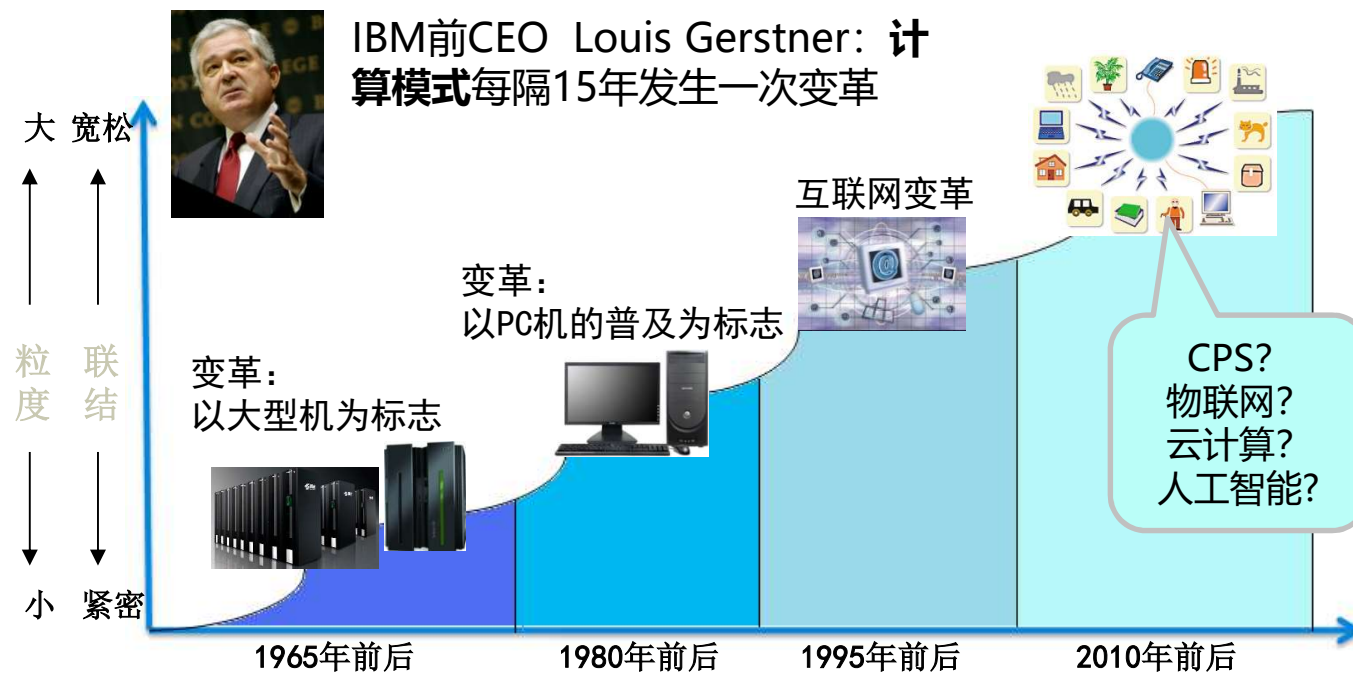 IBM前CEO Louis Gerstner：计
算模式每隔15年发生一次变革
大 宽松
互联网变革
变革：
以PC机的普及为标志
变革：
以大型机为标志
粒度
联结
CPS?
物联网?
云计算?
人工智能?
小 紧密
1965年前后
1980年前后
1995年前后
2010年前后